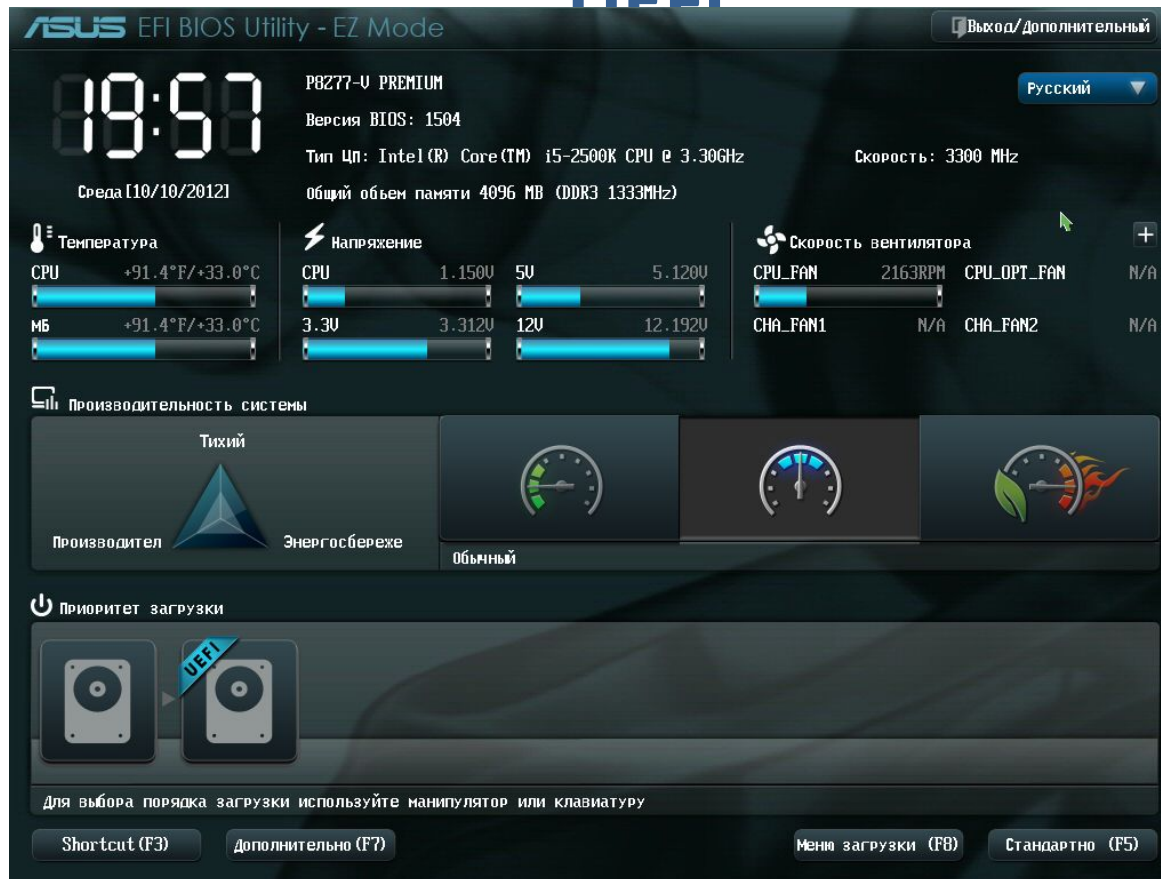 UEFI
ASUS EFI BIOS Utility - EZ Mode
Выход/Дополнительный
19:57
Среда [10/10/2012]
P8Z77-V PREMIUM
Версия BIOS: 1504
Тип Цп: Intel(R) Core(TM) i5-2500K CPU @ 3.30GHz
Скорость: 3300 MHz
Общий обьем памяти 4096 MB (DDR3 1333MHz)
Русский
Температура
CPU +91.4°F/+33.0°C
МБ +91.4°F/+33.0°C
Напряжение
CPU 1.150V 5V 5.120V
3.3V 3.312V 12V 12.192V
Скорость вентилятора
CPU_FAN 2163RPM CPU_OPT_FAN N/A
CHA_FAN1 N/A CHA_FAN2 N/A
Производительность системы
Тихий
Производител
Энергосбереже
Обычный
Приоритет загрузки
UEFI
Для выбора порядка загрузки используйте манипулятор или клавиатуру
Shortcut (F3) Дополнительно (F7) Меню загрузки (F8) Стандартно (F5)